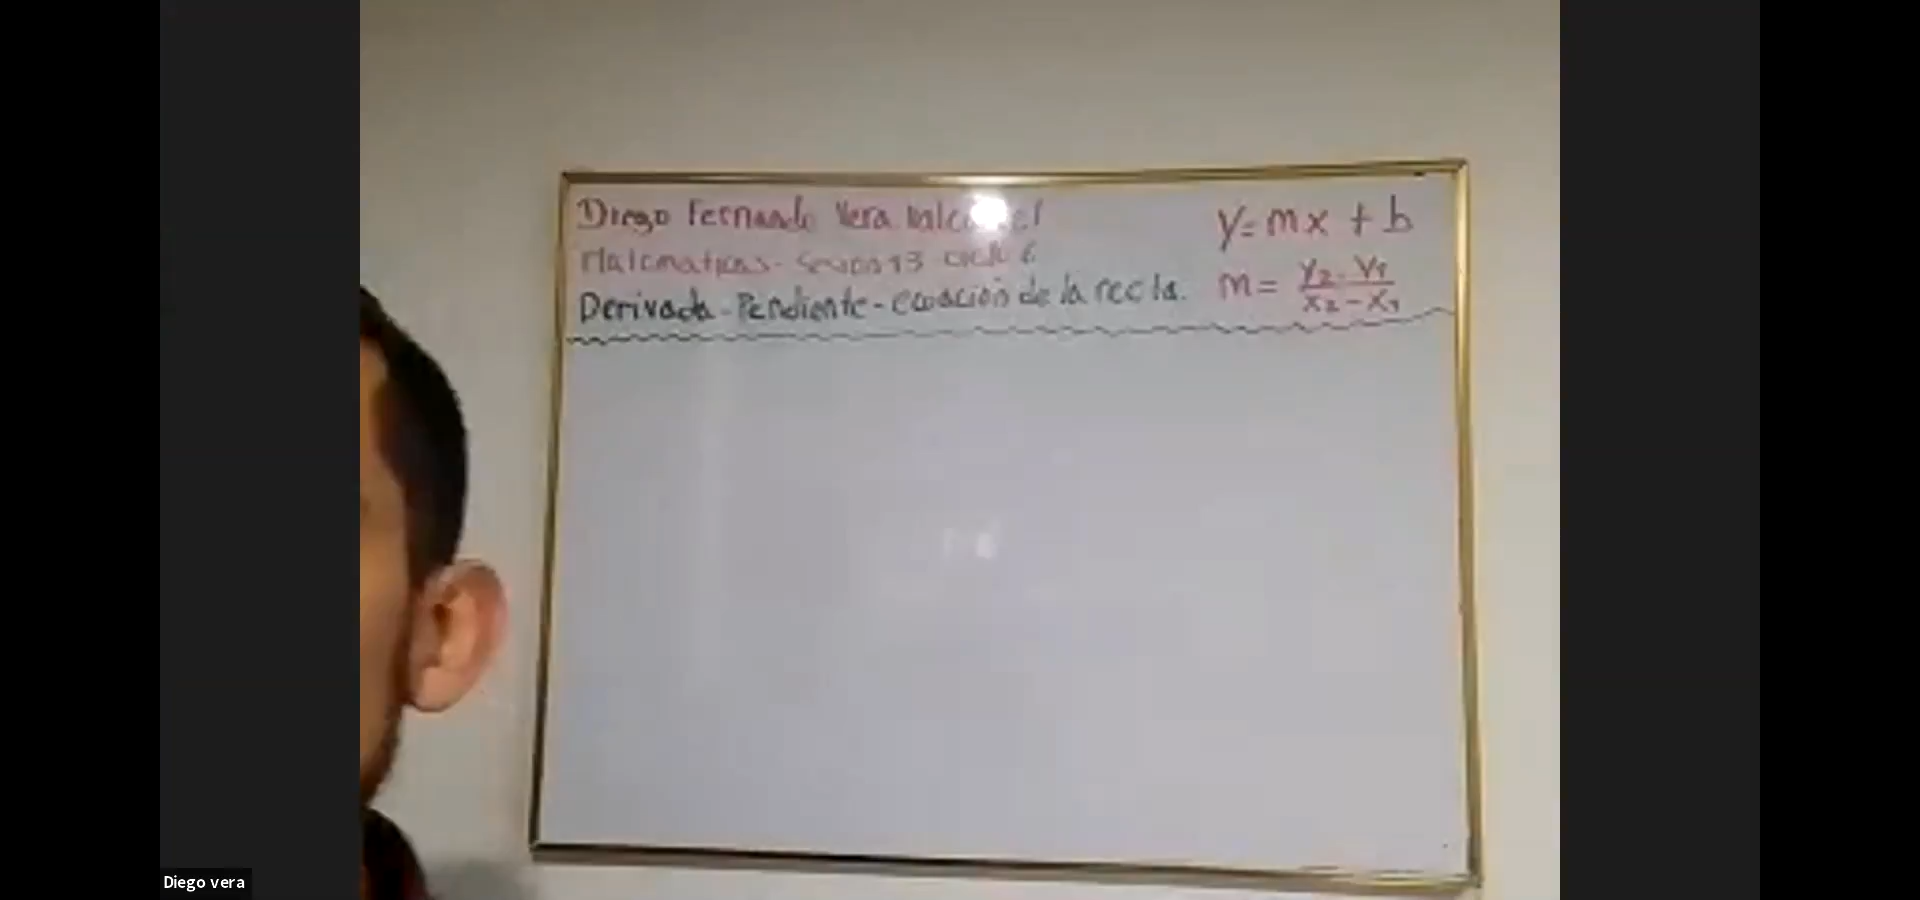 Diego Fernando Vera
y= mx + b
Matematicas - Sesion 13 Ciclo 6
m = y2 - y1 / x2 - x1
Derivada - Pendiente - ecuación de la recta.
Diego vera